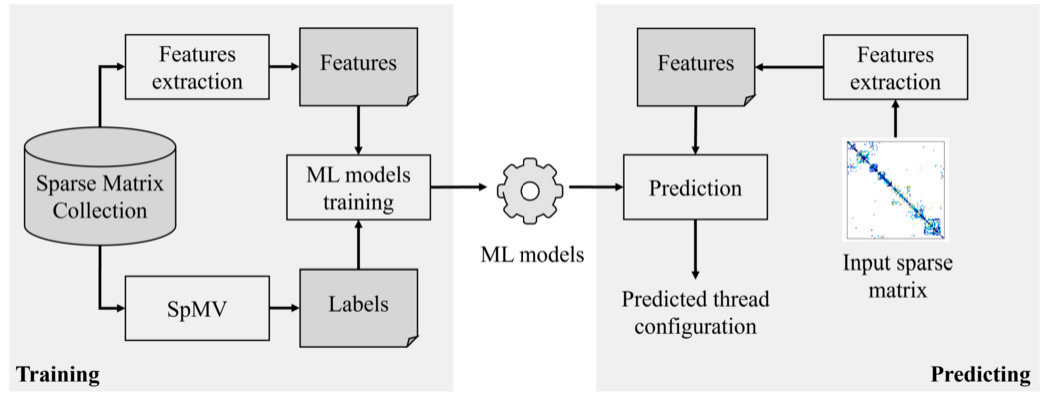 Features
extraction
Features
Sparse Matrix
Collection
ML models
training
SpMV
Labels
Training
ML models
Features
Features
extraction
Prediction
Input sparse
matrix
Predicted thread
configuration
Predicting